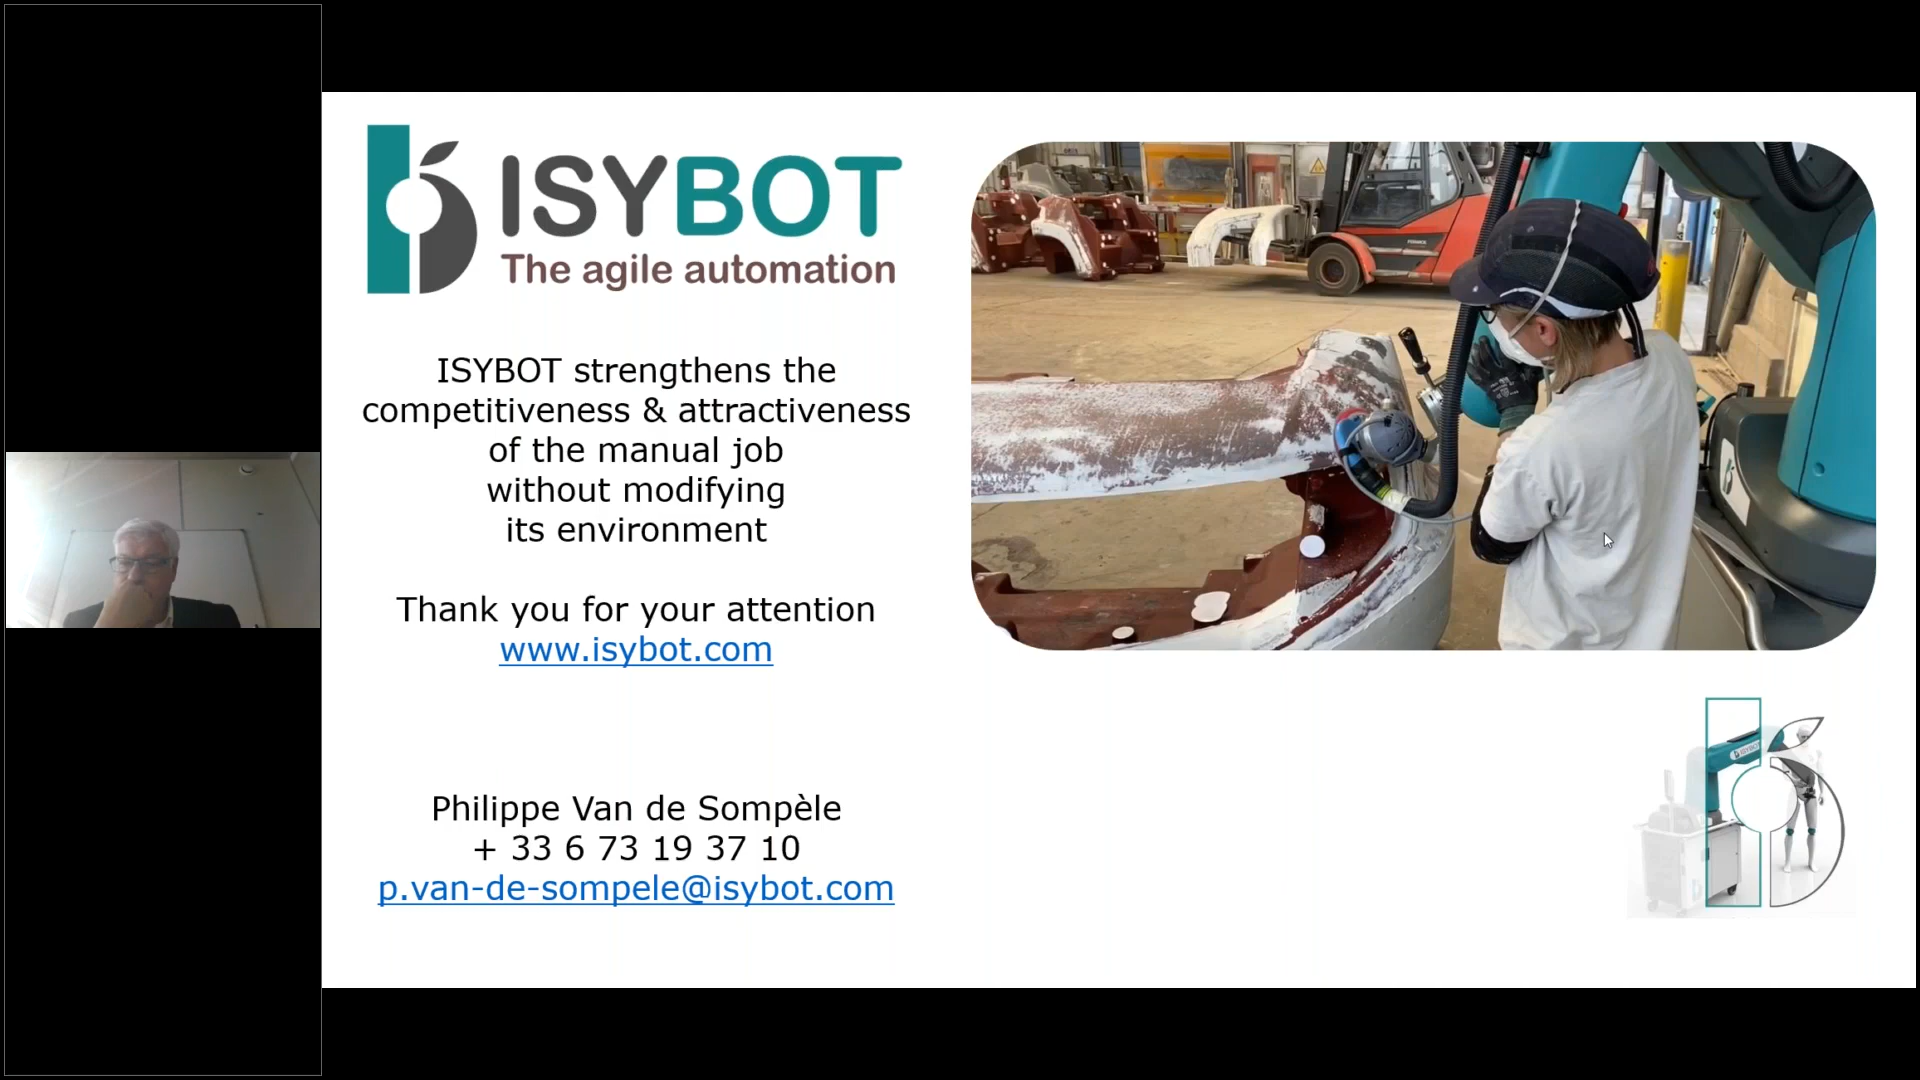 ISYBOT
The agile automation
ISYBOT strengthens the
competitiveness & attractiveness
of the manual job
without modifying
its environment
Thank you for your attention
www.isybot.com
Philippe Van de Sompèle
+ 33 6 73 19 37 10
p.van-de-sompele@isybot.com
ISYBOT